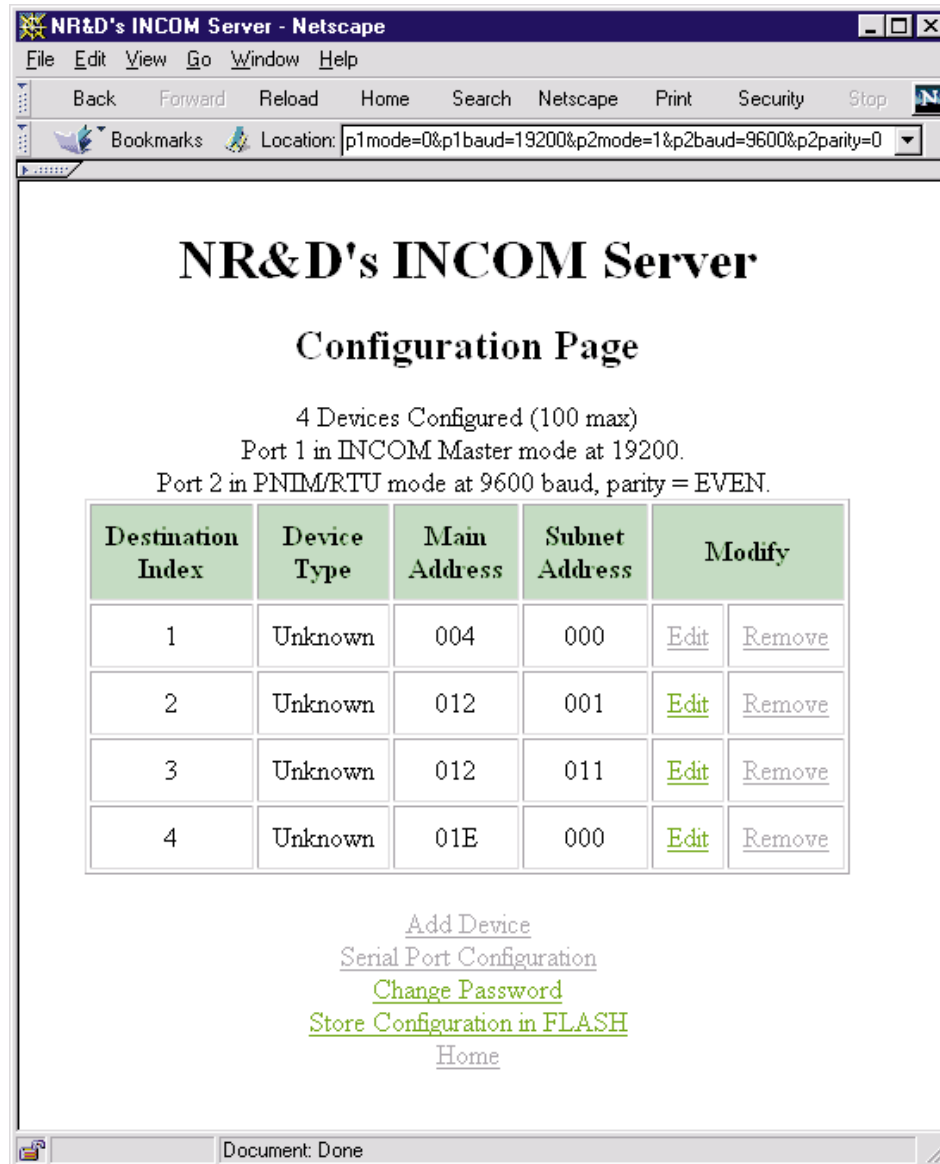 NR&D's INCOM Server - Netscape
File Edit View Go Window Help
Back Forward Reload Home Search Netscape Print Security Stop N
Bookmarks Location: p1mode=0&p1baud=19200&p2mode=1&p2baud=9600&p2parity=0
NR&D's INCOM Server
Configuration Page
4 Devices Configured (100 max)
Port 1 in INCOM Master mode at 19200.
Port 2 in PNIM/RTU mode at 9600 baud, parity = EVEN.
Destination Device Main Subnet Modify
Index Type Address Address
1 Unknown 004 000 Edit Remove
2 Unknown 012 001 Edit Remove
3 Unknown 012 011 Edit Remove
4 Unknown 01E 000 Edit Remove
Add Device
Serial Port Configuration
Change Password
Store Configuration in FLASH
Home
Document: Done